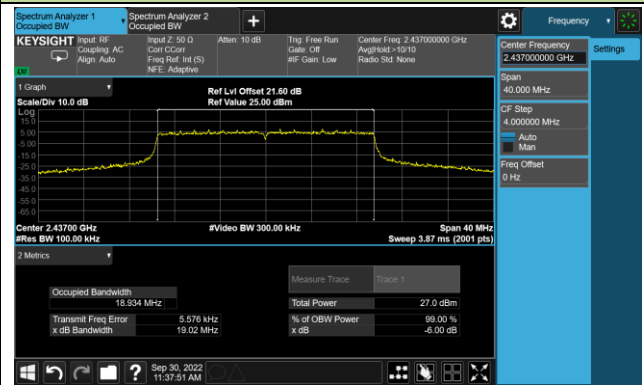 Spectrum Analyzer 1
Occupied BW
Spectrum Analyzer 2
Occupied BW
+
Frequency
KEYSIGHT
Input: RF
Coupling: AC
Align: Auto
Input Z: 50 Ω
Corr CCorr
Freq Ref: Int (S)
NFE: Adaptive
Atten: 10 dB
Trig: Free Run
Gate: Off
#IF Gain: Low
Center Freq: 2.437000000 GHz
Avg|Hold:>10/10
Radio Std: None
Center Frequency
2.437000000 GHz
Settings
Span
40.000 MHz
CF Step
4.000000 MHz
Auto
Man
Freq Offset
0 Hz
1 Graph
Scale/Div 10.0 dB
Ref Lvl Offset 21.60 dB
Ref Value 25.00 dBm
Log
15.0
5.00
-5.00
-15.0
-25.0
-35.0
-45.0
-55.0
-65.0
Center 2.43700 GHz
#Res BW 100.00 kHz
#Video BW 300.00 kHz
Span 40 MHz
Sweep 3.87 ms (2001 pts)
2 Metrics
Measure Trace
Trace 1
Occupied Bandwidth
18.934 MHz
Total Power
27.0 dBm
Transmit Freq Error
5.576 kHz
% of OBW Power
99.00 %
x dB Bandwidth
19.02 MHz
x dB
-6.00 dB
?
Sep 30, 2022
11:37:51 AM